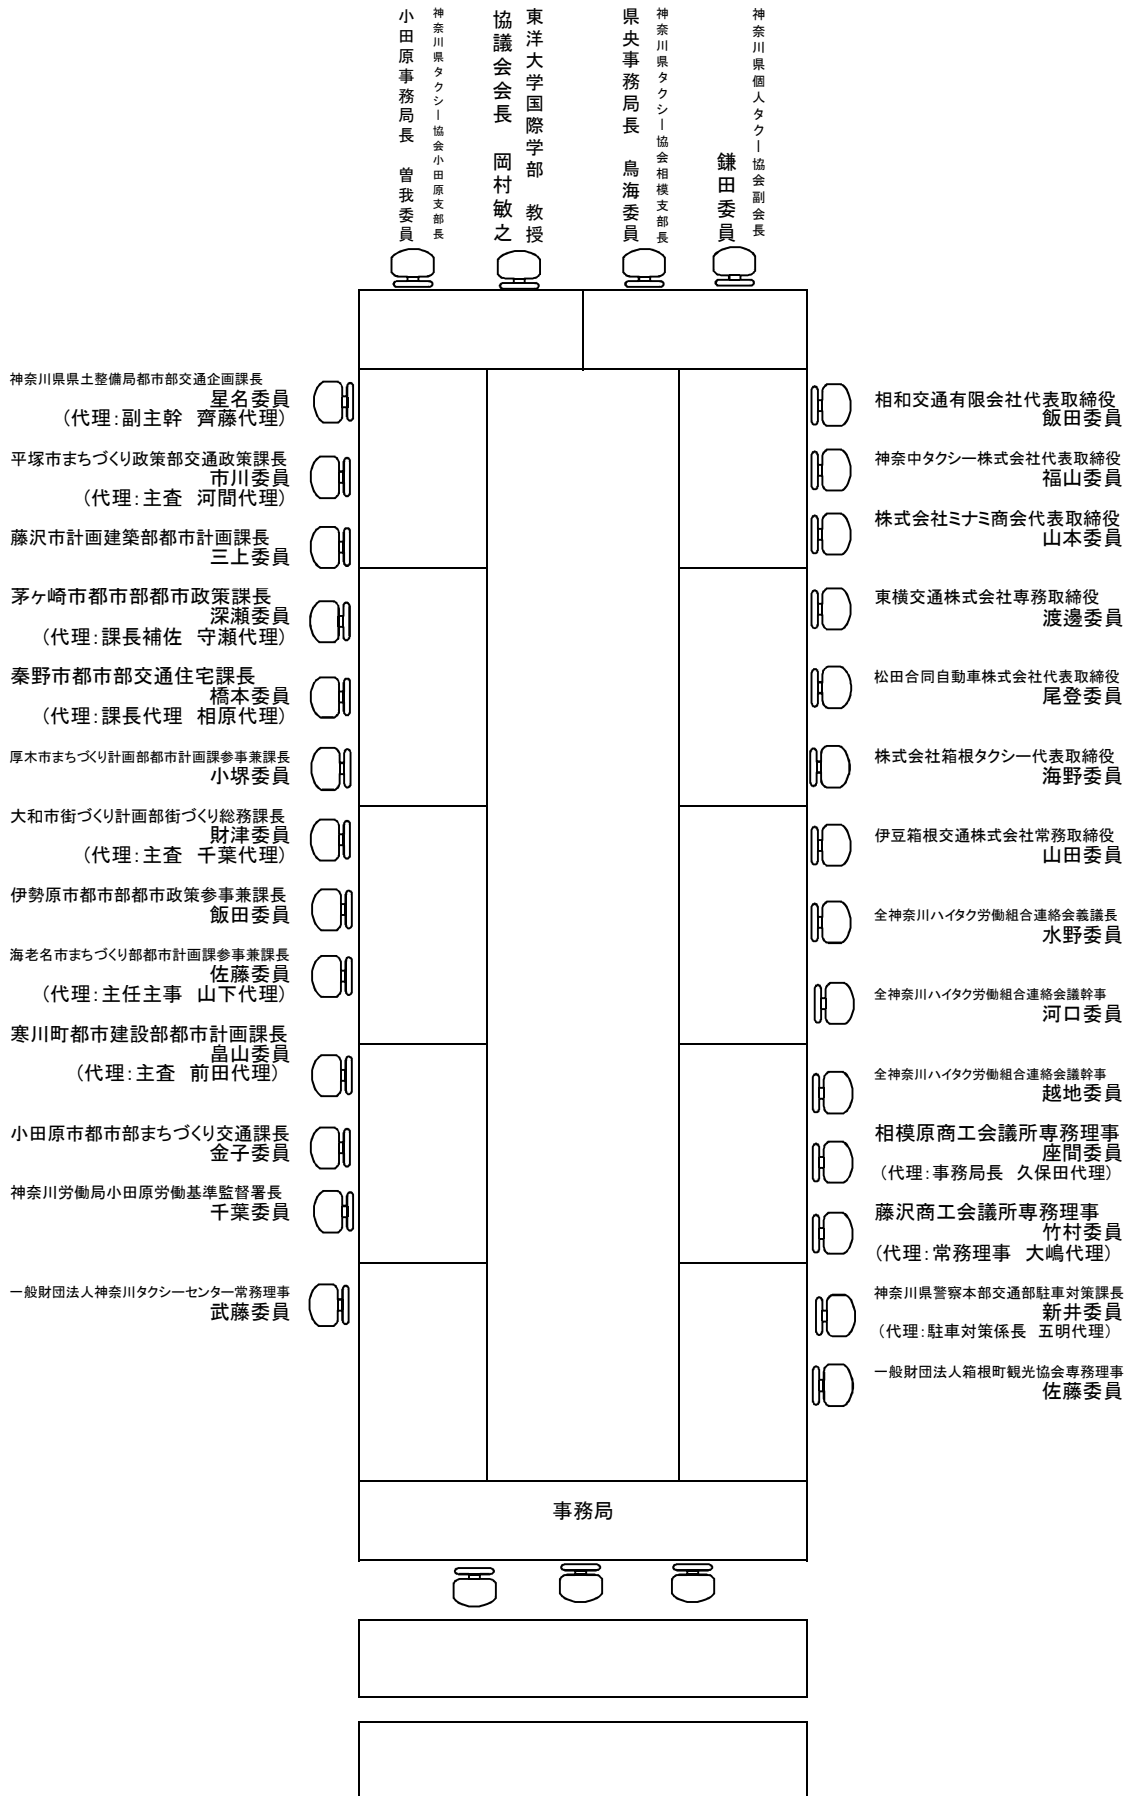 神奈川県個人タクー協会副会長
鎌田委員
神奈川県タクシー協会相模支部長
県央事務局長　鳥海委員
東洋大学国際学部　教授
協議会会長　岡村敏之
神奈川県タクシー協会小田原支部長
小田原事務局長　曽我委員
神奈川県県土整備局都市部交通企画課長
星名委員
（代理：副主幹　齊藤代理）
平塚市まちづくり政策部交通政策課長
市川委員
（代理：主査　河間代理）
藤沢市計画建築部都市計画課長
三上委員
茅ヶ崎市都市部都市政策課長
深瀬委員
（代理：課長補佐　守瀬代理）
秦野市都市部交通住宅課長
橋本委員
（代理：課長代理　相原代理）
厚木市まちづくり計画部都市計画課参事兼課長
小堺委員
大和市街づくり計画部街づくり総務課長
財津委員
（代理：主査　千葉代理）
伊勢原市都市部都市政策参事兼課長
飯田委員
海老名市まちづくり部都市計画課参事兼課長
佐藤委員
（代理：主任主事　山下代理）
寒川町都市建設部都市計画課長
畠山委員
（代理：主査　前田代理）
小田原市都市部まちづくり交通課長
金子委員
神奈川労働局小田原労働基準監督署長
千葉委員
一般財団法人神奈川タクシーセンター常務理事
武藤委員
相和交通有限会社代表取締役
飯田委員
神奈中タクシー株式会社代表取締役
福山委員
株式会社ミナミ商会代表取締役
山本委員
東横交通株式会社専務取締役
渡邊委員
松田合同自動車株式会社代表取締役
尾登委員
株式会社箱根タクシー代表取締役
海野委員
伊豆箱根交通株式会社常務取締役
山田委員
全神奈川ハイタク労働組合連絡会義議長
水野委員
全神奈川ハイタク労働組合連絡会議幹事
河口委員
全神奈川ハイタク労働組合連絡会議幹事
越地委員
相模原商工会議所専務理事
座間委員
（代理：事務局長　久保田代理）
藤沢商工会議所専務理事
竹村委員
（代理：常務理事　大嶋代理）
神奈川県警察本部交通部駐車対策課長
新井委員
（代理：駐車対策係長　五明代理）
一般財団法人箱根町観光協会専務理事
佐藤委員
事務局